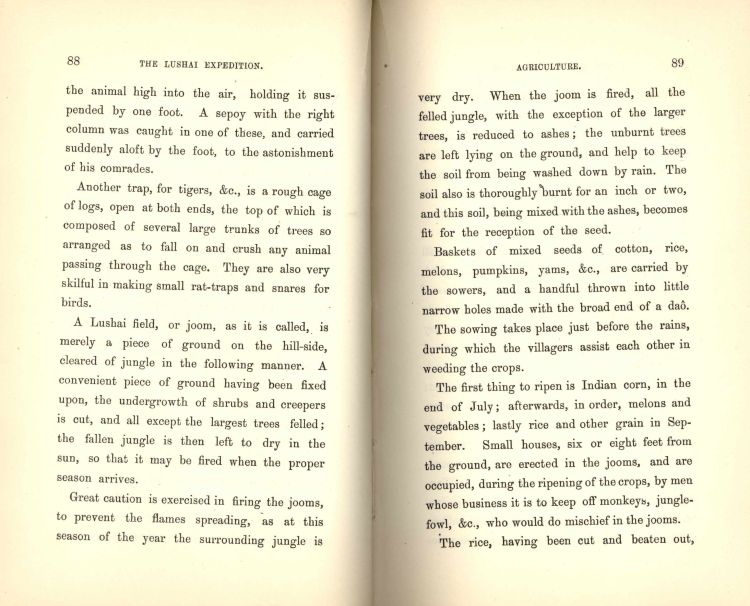 88
THE LUSHAI EXPEDITION.
the animal high into the air, holding it sus-
pended by one foot. A sepoy with the right
column was caught in one of these, and carried
suddenly aloft by the foot, to the astonishment
of his comrades.
Another trap, for tigers, &c., is a rough cage
of logs, open at both ends, the top of which is
composed of several large trunks of trees so
arranged as to fall on and crush any animal
passing through the cage. They are also very
skilful in making small rat-traps and snares for
birds.
A Lushai field, or joom, as it is called, is
merely a piece of ground on the hill-side,
cleared of jungle in the following manner. A
convenient piece of ground having been fixed
upon, the undergrowth of shrubs and creepers
is cut, and all except the largest trees felled;
the fallen jungle is then left to dry in the
sun, so that it may be fired when the proper
season arrives.
Great caution is exercised in firing the jooms,
to prevent the flames spreading, as at this
season of the year the surrounding jungle is
AGRICULTURE.
89
very dry. When the joom is fired, all the
felled jungle, with the exception of the larger
trees, is reduced to ashes; the unburnt trees
are left lying on the ground, and help to keep
the soil from being washed down by rain. The
soil also is thoroughly burnt for an inch or two,
and this soil, being mixed with the ashes, becomes
fit for the reception of the seed.
Baskets of mixed seeds of cotton, rice,
melons, pumpkins, yams, &c., are carried by
the sowers, and a handful thrown into little
narrow holes made with the broad end of a daô.
The sowing takes place just before the rains,
during which the villagers assist each other in
weeding the crops.
The first thing to ripen is Indian corn, in the
end of July; afterwards, in order, melons and
vegetables; lastly rice and other grain in Sep-
tember. Small houses, six or eight feet from
the ground, are erected in the jooms, and are
occupied, during the ripening of the crops, by men
whose business it is to keep off monkeys, jungle-
fowl, &c., who would do mischief in the jooms.
The rice, having been cut and beaten out,